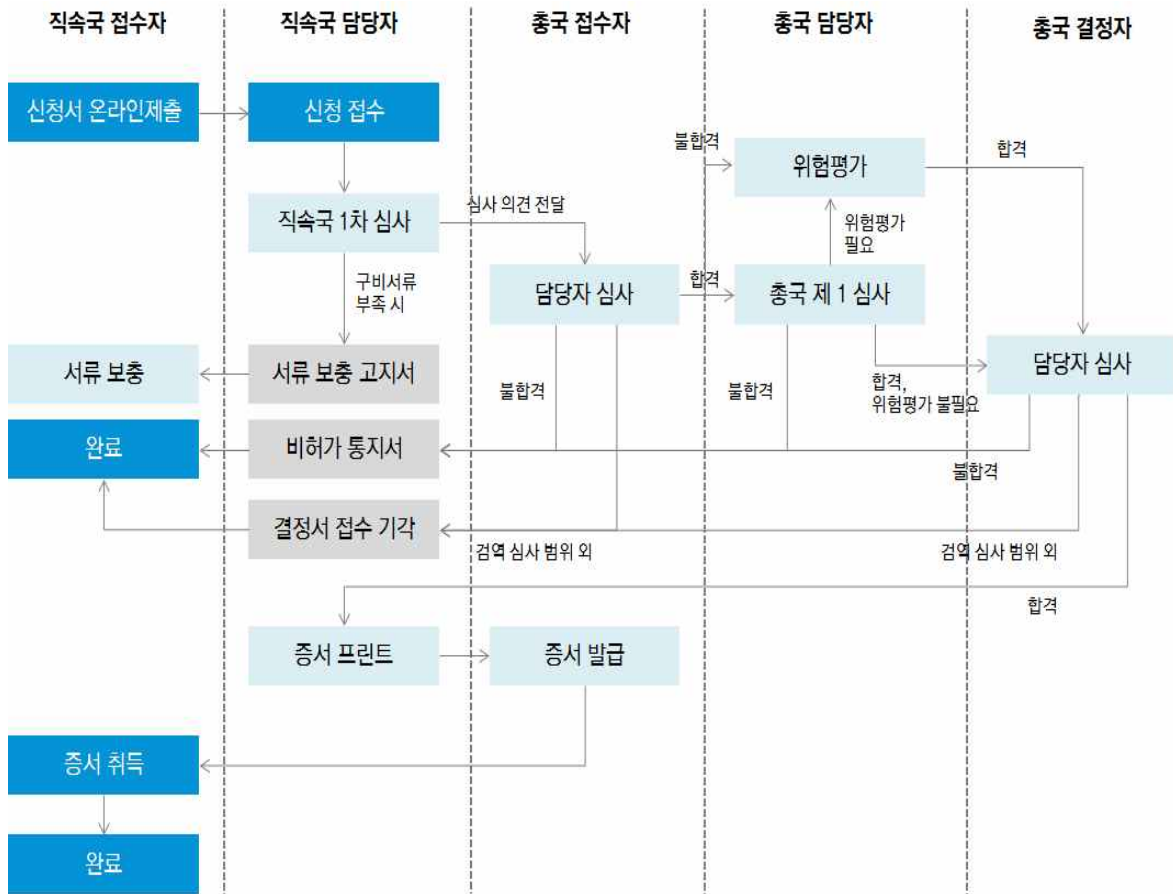 직속국 접수자
직속국 담당자
총국 접수자
총국 담당자
총국 결정자
신청서 온라인제출
신청 접수
불합격
위험평가
합격
직속국 1차 심사
심사 의견 전달
위험평가
필요
구비서류
부족 시
담당자 심사
합격
총국 제 1 심사
서류 보충
서류 보충 고지서
불합격
불합격
합격,
위험평가 불필요
담당자 심사
완료
비허가 통지서
불합격
결정서 접수 기각
검역 심사 범위 외
검역 심사 범위 외
합격
증서 프린트
증서 발급
증서 취득
완료